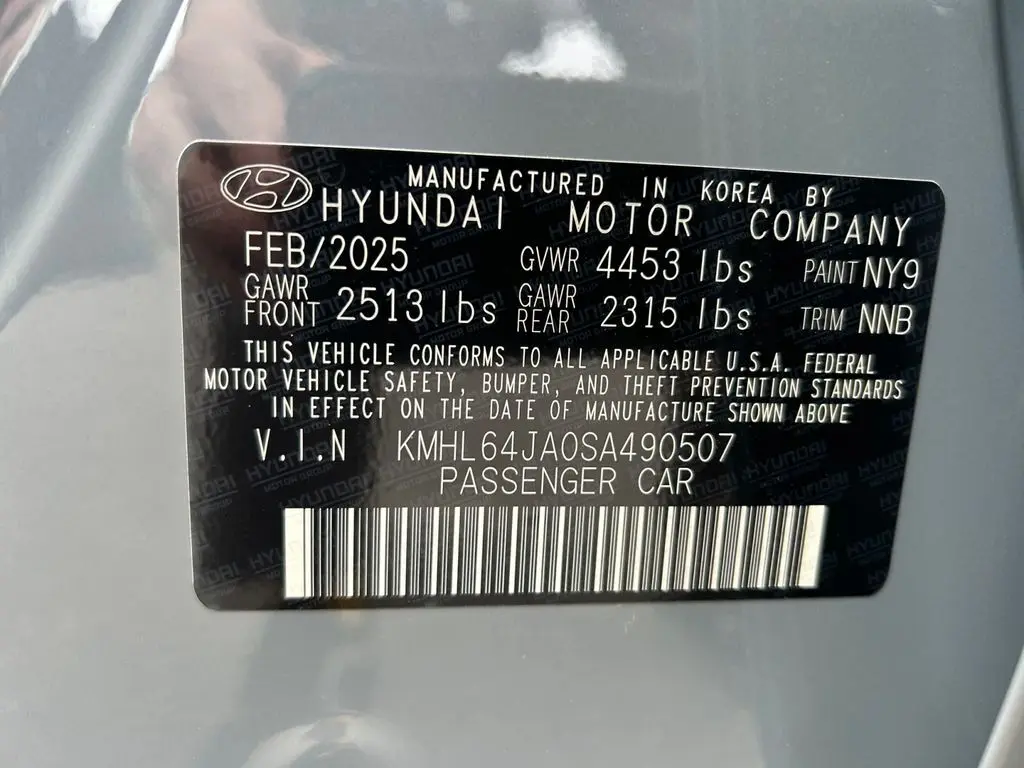 MANUFACTURED IN KOREA BY
HYUNDAI MOTOR COMPANY
FEB/2025 GVWR 4453 lbs PAINT NY9
GAWR FRONT 2513 lbs GAWR REAR 2315 lbs TRIM NNB
THIS VEHICLE CONFORMS TO ALL APPLICABLE U.S.A. FEDERAL
MOTOR VEHICLE SAFETY, BUMPER, AND THEFT PREVENTION STANDARDS
IN EFFECT ON THE DATE OF MANUFACTURE SHOWN ABOVE
V.I.N KMHL64JA0SA490507
PASSENGER CAR